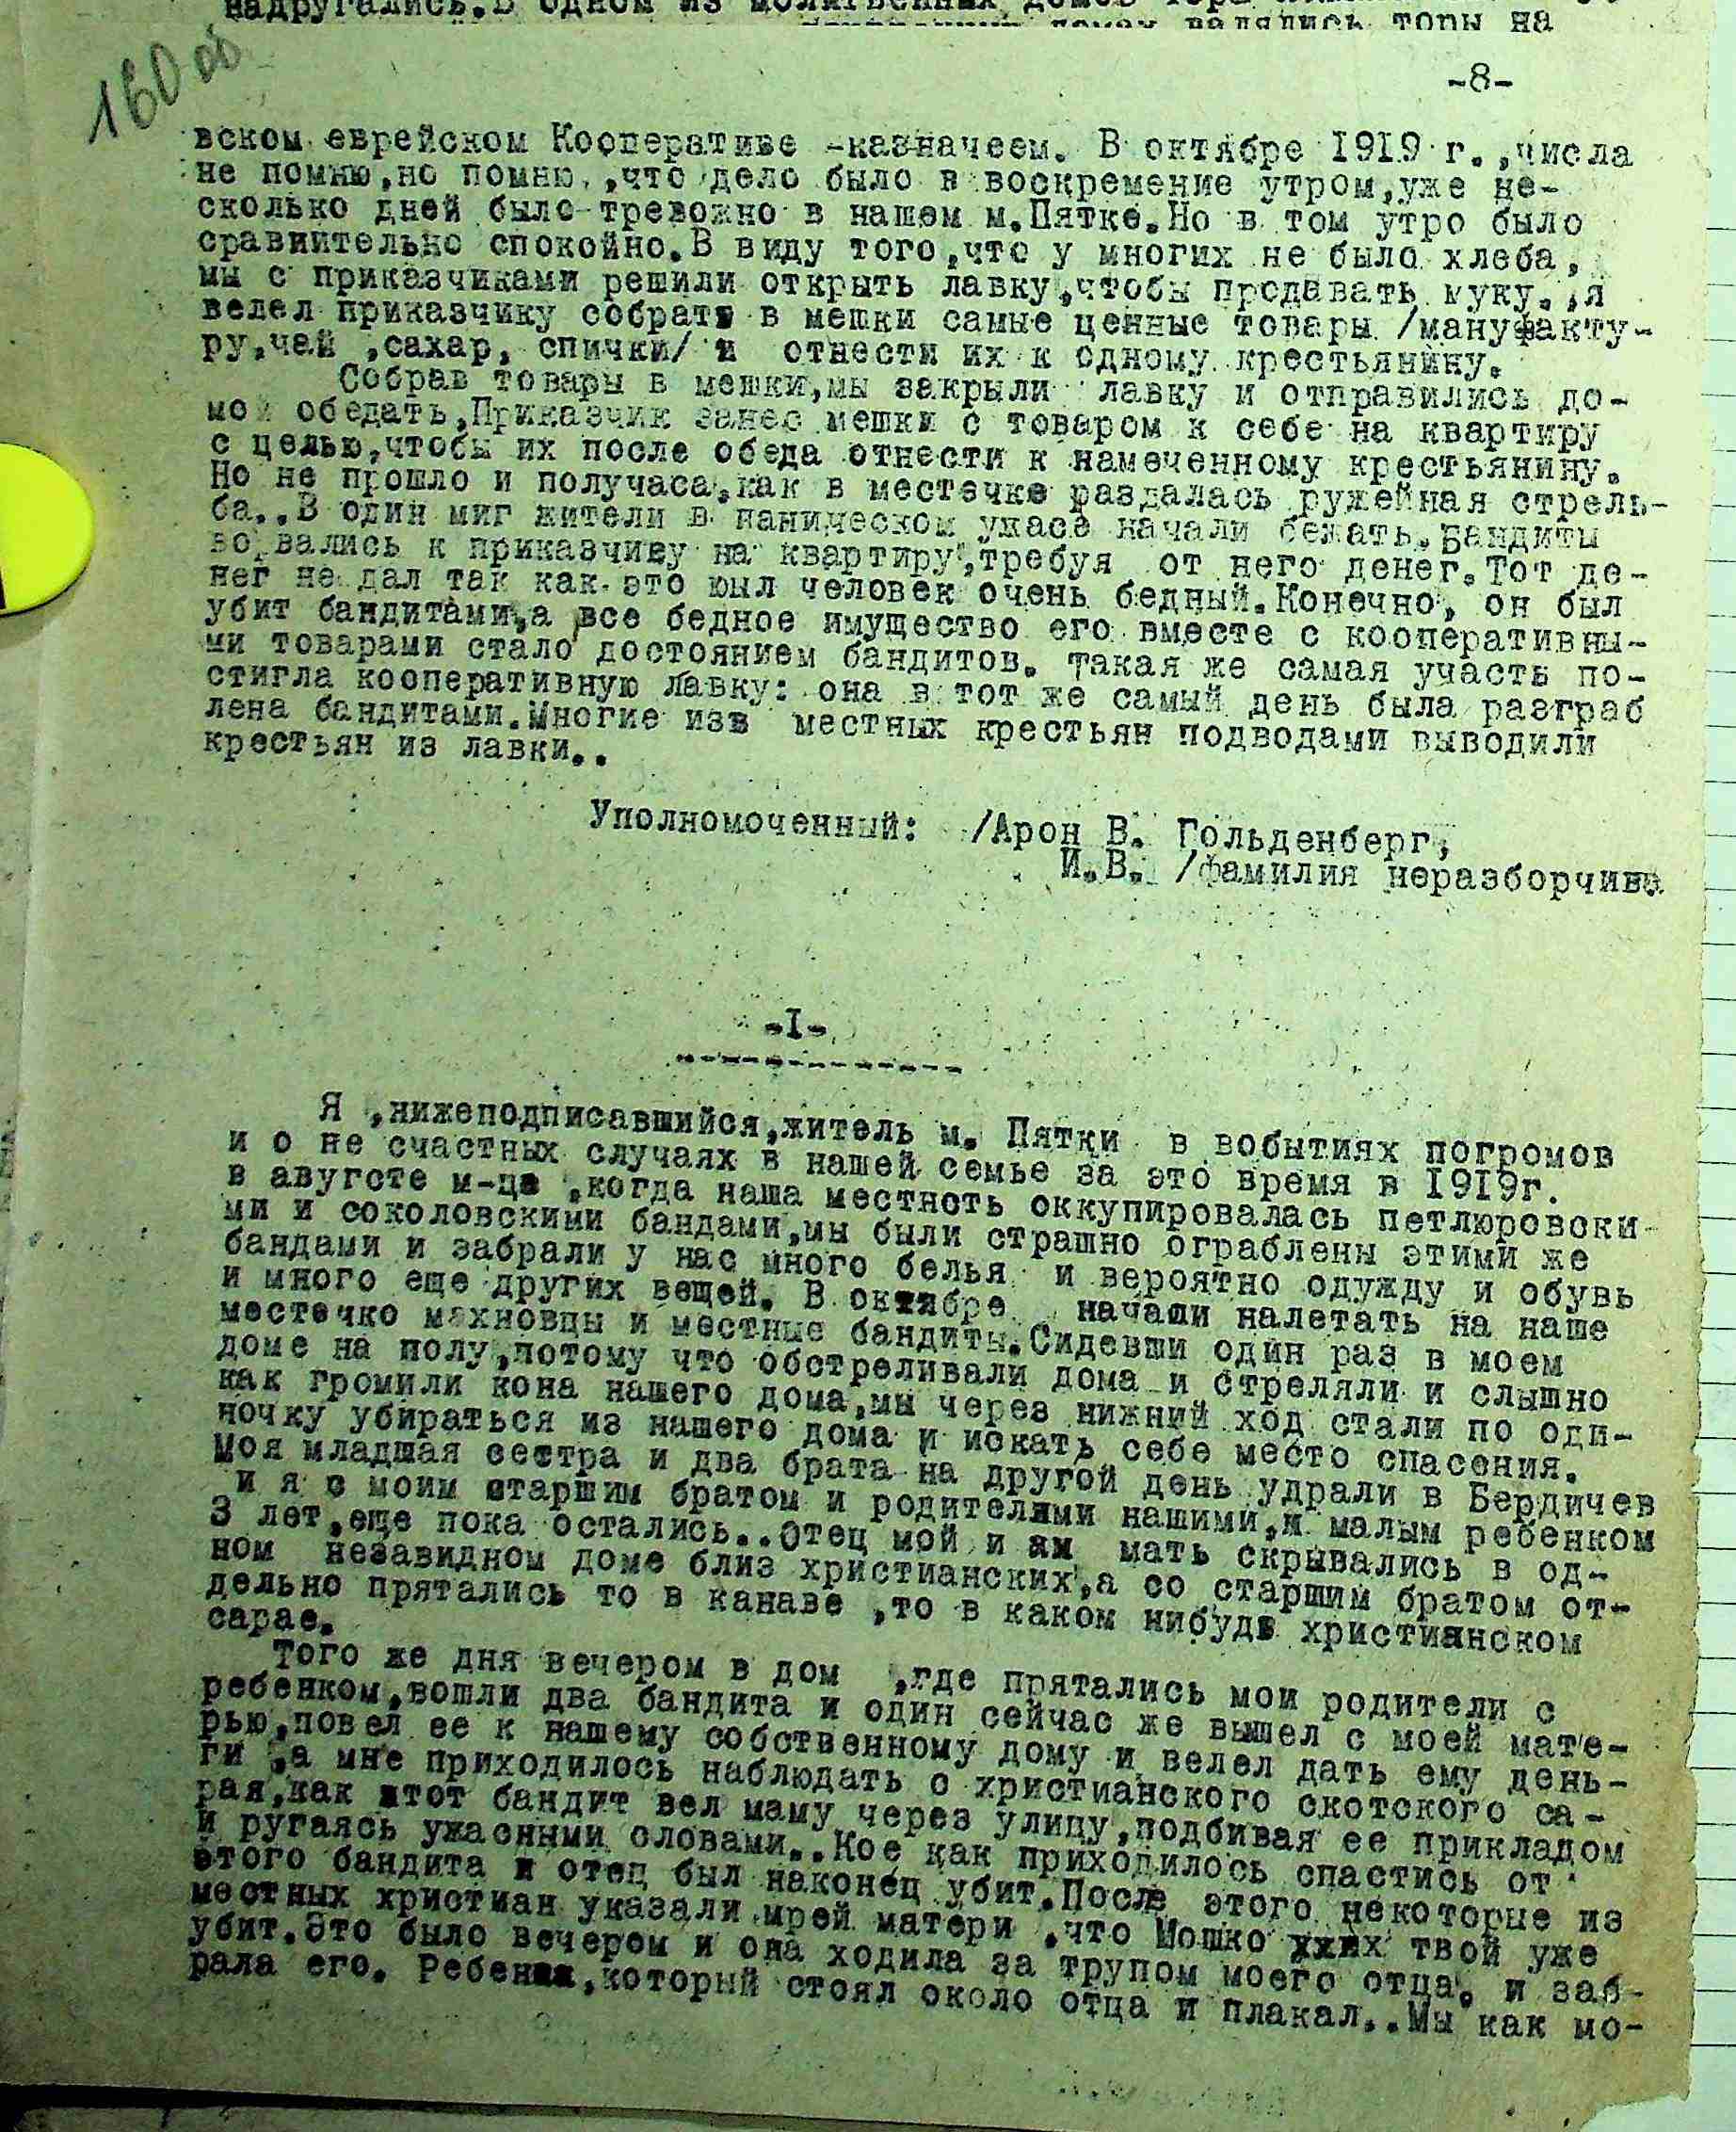 надругались. В одном из молитвенных домов
торы на
160 об
-8-
вском еврейском Кооперативе -казначеем. В октябре 1919 г.,числа
не помню,но помню,,что дело было в воскремение утром,уже не-
сколько дней было тревожно в нашем м.Пятке.Но в том утро было
сравиительно спокойно.В виду того,что у многих не было хлеба,
мы с приказчиками решили открыть лавку,чтобы продавать муку.,я
велел приказчику собрать в мешки самые ценные товары /мануфакту-
ру,чай ,сахар, спички/ и отнести их к одному крестьянину.
Собрав товары в мешки,мы закрыли лавку и отправились до-
мой обедать,Приказчик занес мешки с товаром к себе на квартиру
с целью,чтобы их после обеда отнести к намеченному крестьянину.
Но не прошло и получаса,как в местечке раздалась ружейная стрель-
ба..В один миг жители в паническом ужасе начали бежать.Бандиты
ворвались к приказчику на квартиру,требуя от него денег.Тот де-
нег не дал так как это юыл человек очень бедный.Конечно, он был
убит бандитами,а все бедное имущество его вместе с кооперативны-
ми товарами стало достоянием бандитов. Такая же самая участь по-
стигла кооперативную лавку: она в тот же самый день была разграб
лена бандитами.Многие изв местных крестьян подводами выводили
крестьян из лавки..
Уполномоченный: /Арон В. Гольденберг,
И.В. /фамилия неразборчива
-I-
Я ,нижеподписавшийся,житель м. Пятки в вобытиях погромов
и о не счастных случаях в нашей семье за это время в 1919г.
в авугсте м-ца ,когда наша местноть оккупировалась петлюровски-
ми и соколовскими бандами,мы были страшно ограблены этими же
бандами и забрали у нас много белья и вероятно одужду и обувь
и много еще других вещей. В октябре начаши налетать на наше
местечко махновцы и местные бандиты.Сидевши один раз в моем
доме на полу,потому что обстреливали дома и стреляли и слышно
как громили кона нашего дома,мы через нижний ход стали по оди-
ночку убираться из нашего дома и искать себе место спасения.
Моя младшая сестра и два брата на другой день удрали в Бердичев
и я с моим старшим братом и родителями нашими,и малым ребенком
3 лет,еще пока остались..Отец мой и ям мать скрывались в од-
ном незавидном доме близ христианских,а со старшим братом от-
дельно прятались то в канаве ,то в каком нибудь христианском
сарае.
Того же дня вечером в дом ,где прятались мои родители с
ребенком,вошли два бандита и один сейчас же вышел с моей мате-
рью,повел ее к нашему собственному дому и велел дать ему день-
ги ,а мне приходилось наблюдать с христианского скотского са-
рая,как этот бандит вел маму через улицу,подбивая ее прикладом
и ругаясь ужасными словами..Кое как приходилось спастись от
этого бандита и отец был наконец убит.После этого некоторые из
местных христиан указали моей матери ,что Мошко твой уже
убит.Это было вечером и она ходила за трупом моего отца, и заб-
рала его. Ребенка,который стоял около отца и плакал..Мы как мо-